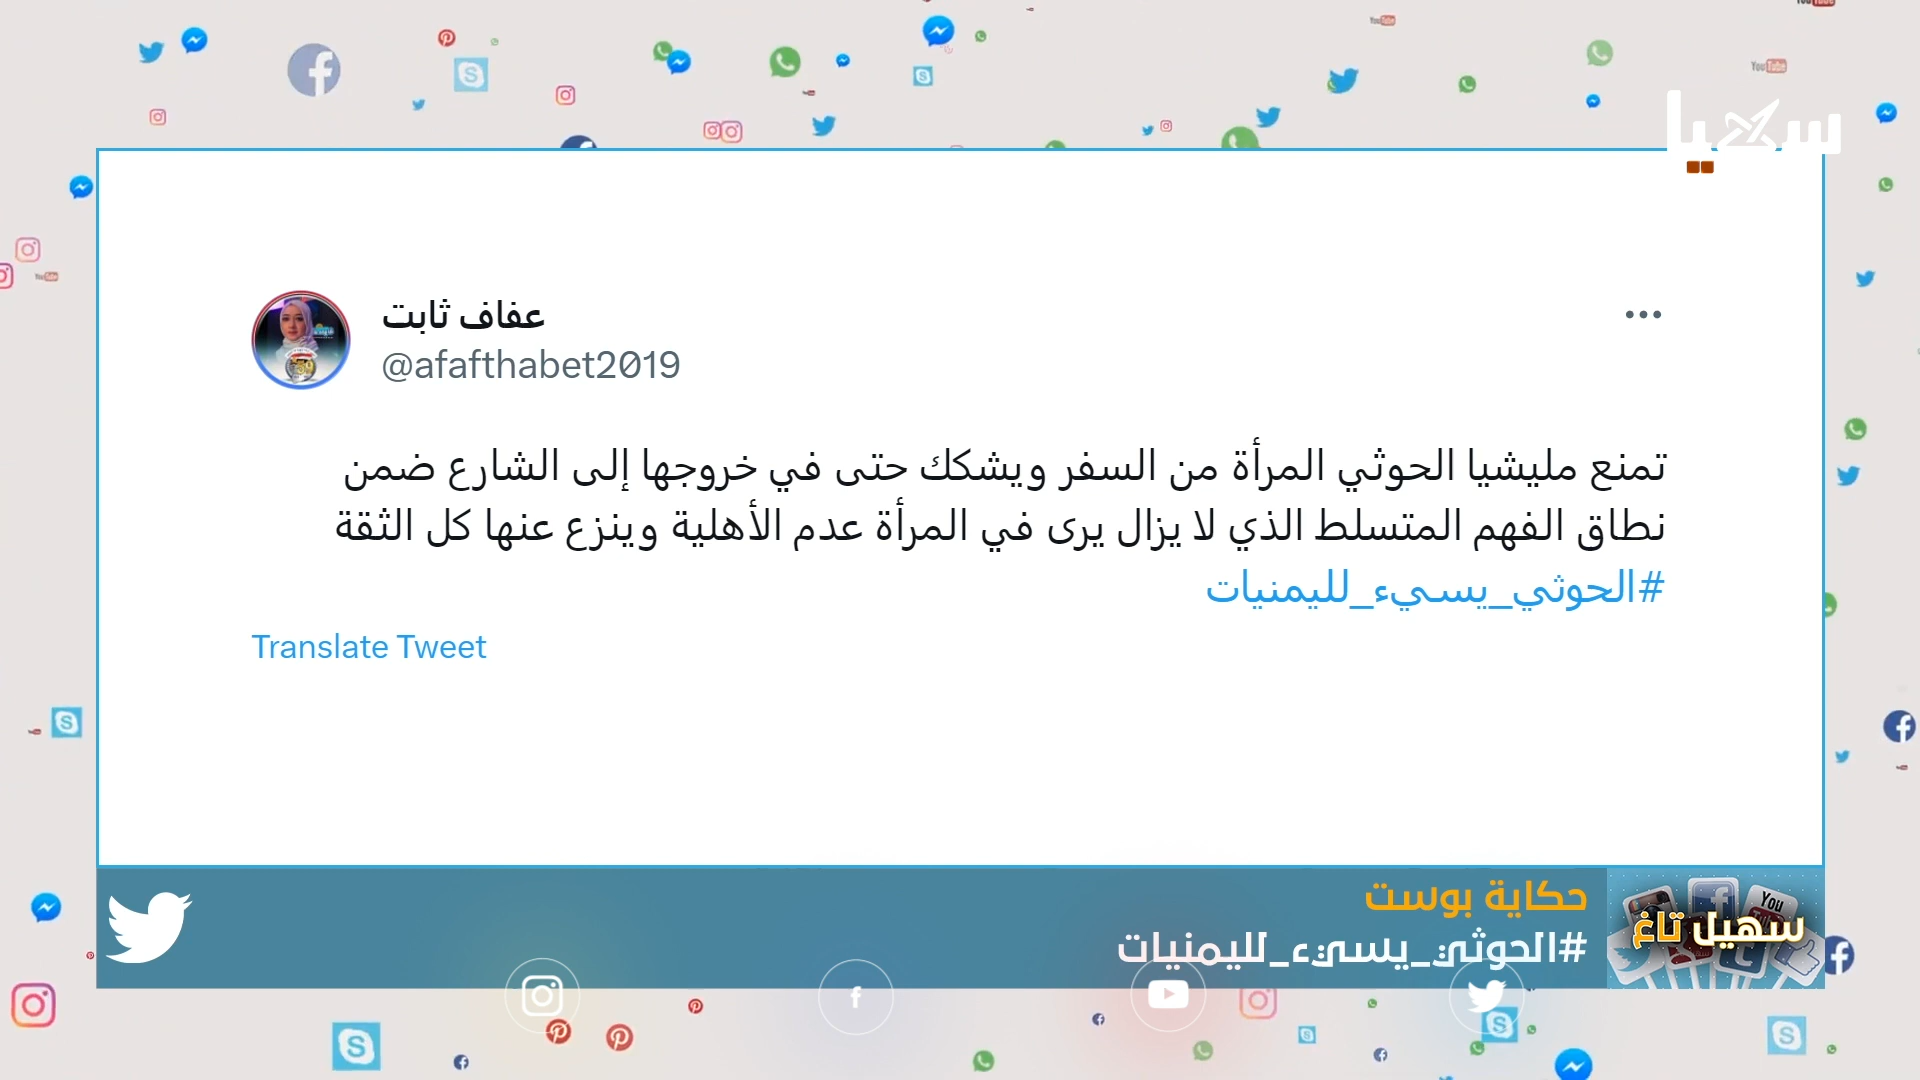 سهيل
عفاف ثابت
@afafthabet2019
تمنع مليشيا الحوثي المرأة من السفر ويشكك حتى في خروجها إلى الشارع ضمن
نطاق الفهم المتسلط الذي لا يزال يرى في المرأة عدم الأهلية وينزع عنها كل الثقة
#الحوثي_يسيء_لليمنيات
Translate Tweet
حكاية بوست
#الحوثي_يسيء_لليمنيات
سهيل تاغ
You